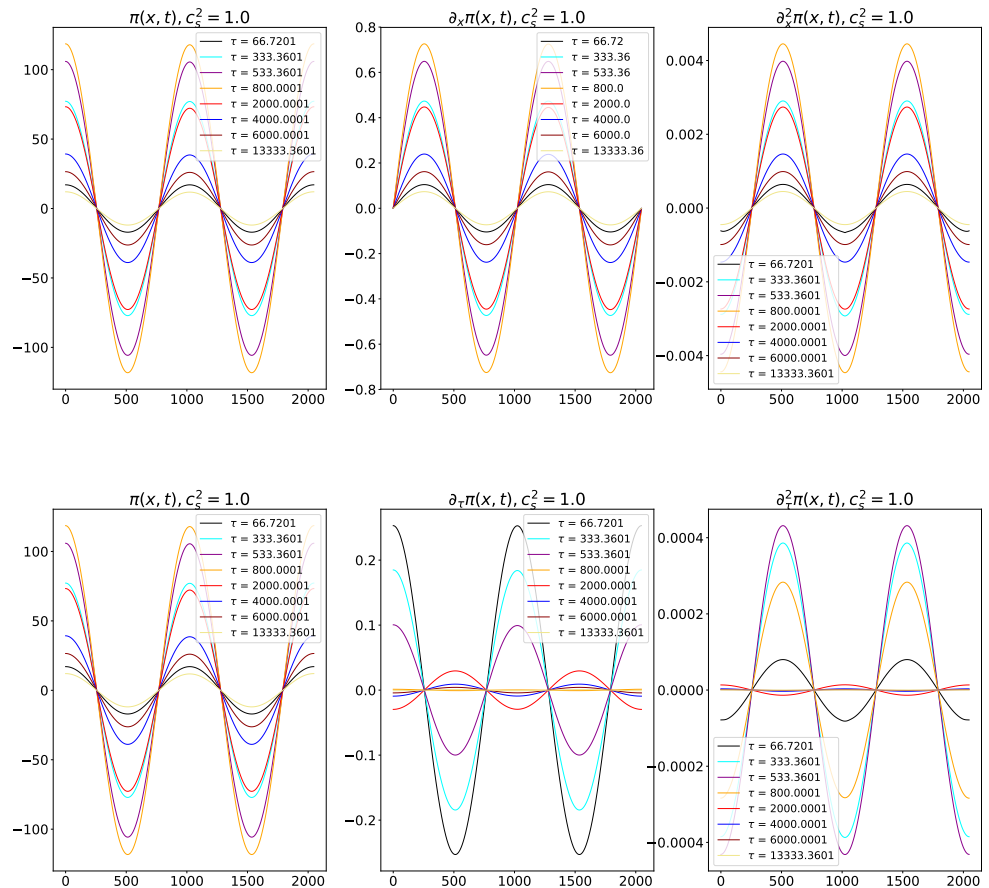 π(x, t), c_s^2 = 1.0
100
50
0
−50
−100
0 500 1000 1500 2000
τ = 66.7201
τ = 333.3601
τ = 533.3601
τ = 800.0001
τ = 2000.0001
τ = 4000.0001
τ = 6000.0001
τ = 13333.3601
∂_xπ(x, t), c_s^2 = 1.0
0.8
0.6
0.4
0.2
0.0
−0.2
−0.4
−0.6
−0.8
0 500 1000 1500 2000
τ = 66.72
τ = 333.36
τ = 533.36
τ = 800.0
τ = 2000.0
τ = 4000.0
τ = 6000.0
τ = 13333.36
∂_x^2π(x, t), c_s^2 = 1.0
0.004
0.002
0.000
−0.002
−0.004
0 500 1000 1500 2000
τ = 66.7201
τ = 333.3601
τ = 533.3601
τ = 800.0001
τ = 2000.0001
τ = 4000.0001
τ = 6000.0001
τ = 13333.3601
π(x, t), c_s^2 = 1.0
100
50
0
−50
−100
0 500 1000 1500 2000
τ = 66.7201
τ = 333.3601
τ = 533.3601
τ = 800.0001
τ = 2000.0001
τ = 4000.0001
τ = 6000.0001
τ = 13333.3601
∂_τπ(x, t), c_s^2 = 1.0
0.2
0.1
0.0
−0.1
−0.2
0 500 1000 1500 2000
τ = 66.7201
τ = 333.3601
τ = 533.3601
τ = 800.0001
τ = 2000.0001
τ = 4000.0001
τ = 6000.0001
τ = 13333.3601
∂_τ^2π(x, t), c_s^2 = 1.0
0.0004
0.0002
0.0000
−0.0002
−0.0004
0 500 1000 1500 2000
τ = 66.7201
τ = 333.3601
τ = 533.3601
τ = 800.0001
τ = 2000.0001
τ = 4000.0001
τ = 6000.0001
τ = 13333.3601